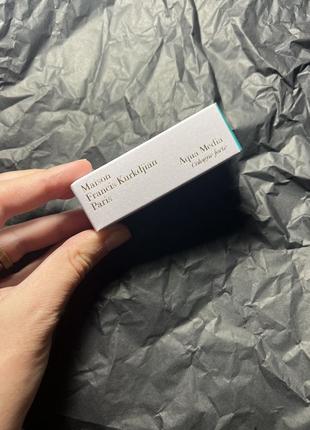 Maison
Francis Kurkdjian
Paris
Aqua Media
Cologne forte